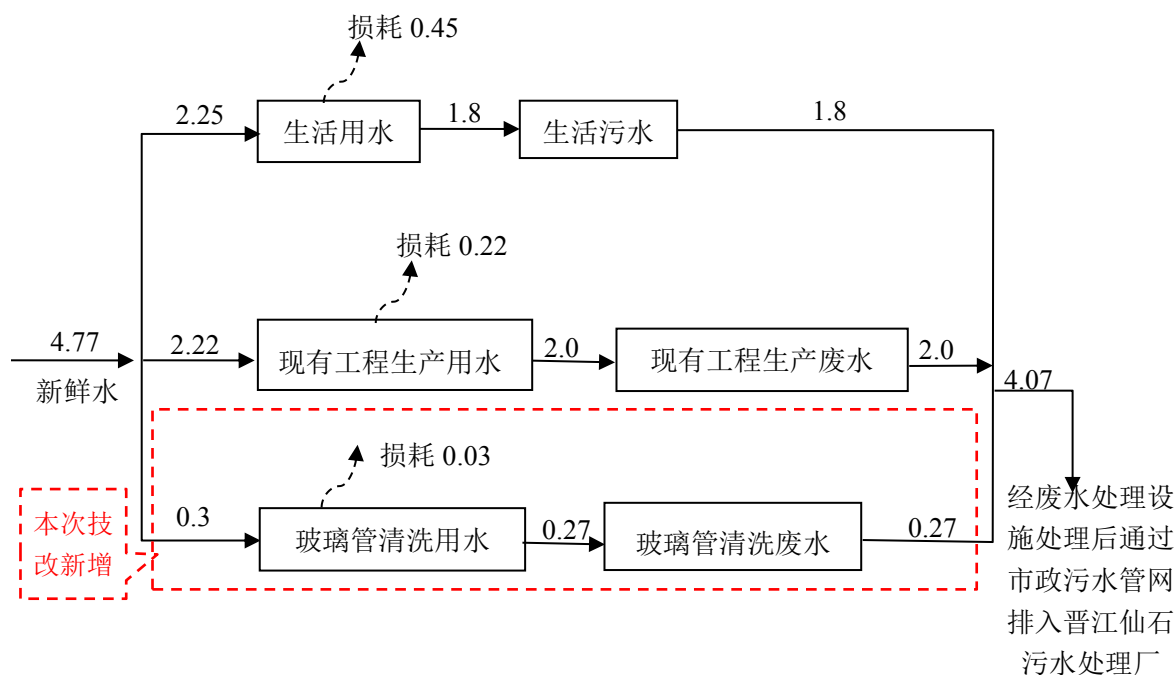 损耗 0.45
2.25
生活用水
1.8
生活污水
1.8
损耗 0.22
4.77
新鲜水
2.22
现有工程生产用水
2.0
现有工程生产废水
2.0
4.07
损耗 0.03
本次技
改新增
0.3
玻璃管清洗用水
0.27
玻璃管清洗废水
0.27
经废水处理设
施处理后通过
市政污水管网
排入晋江仙石
污水处理厂